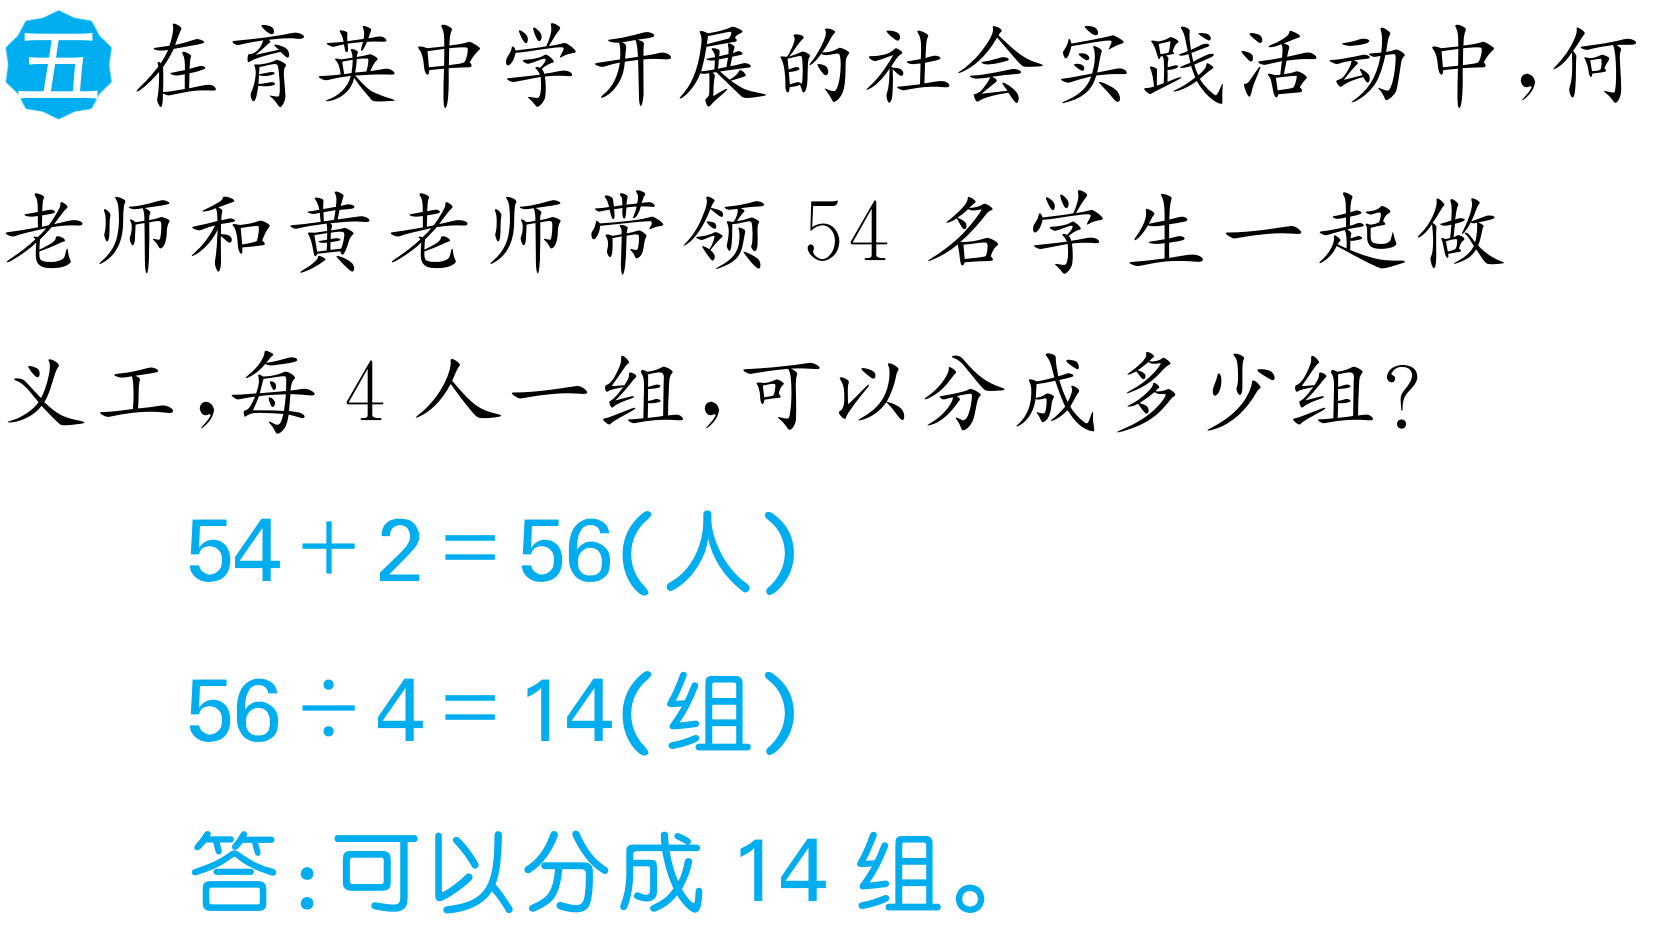 五 在育英中学开展的社会实践活动中,何
老师和黄老师带领 54 名学生一起做
义工,每 4 人一组,可以分成多少组?
54+2=56(人)
56÷4=14(组)
答:可以分成 14 组。